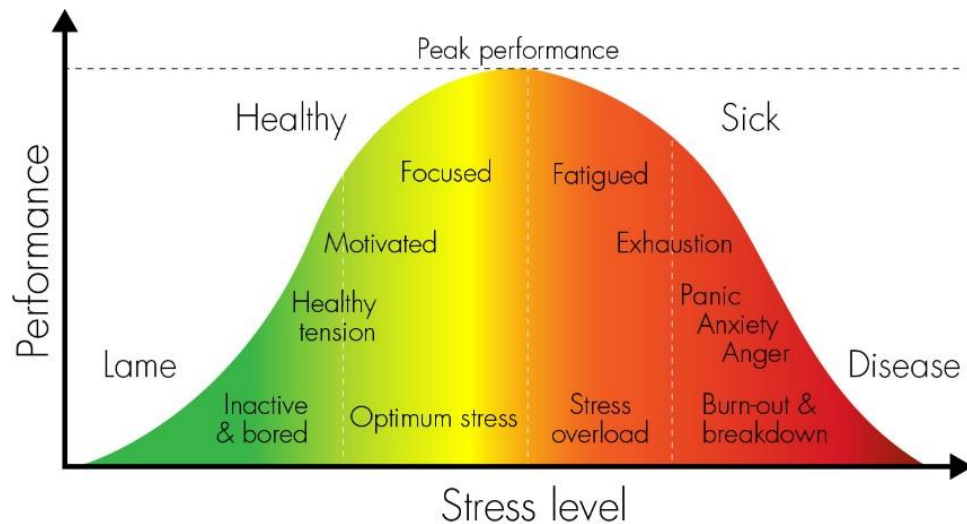 Peak performance
Healthy
Sick
Focused
Fatigued
Motivated
Exhaustion
Healthy
tension
Panic
Anxiety
Anger
Lame
Disease
Inactive
& bored
Optimum stress
Stress
overload
Burn-out &
breakdown
Performance
Stress level